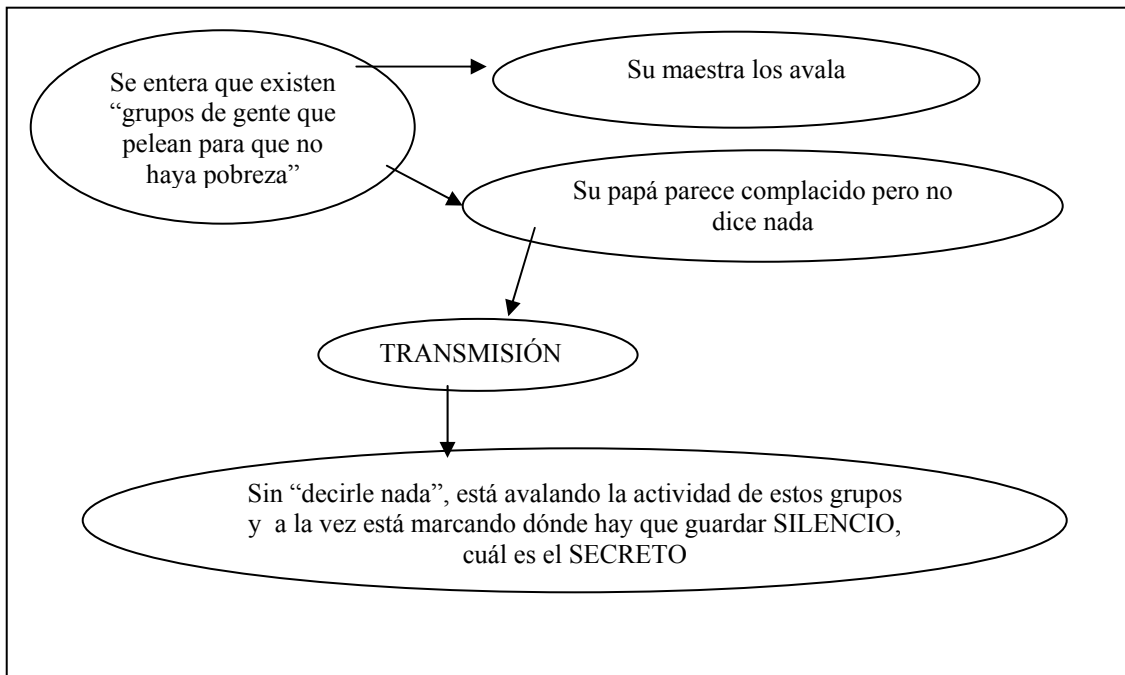 Se entera que existen
“grupos de gente que
pelean para que no
haya pobreza”
Su maestra los avala
Su papá parece complacido pero no
dice nada
TRANSMISIÓN
Sin “decirle nada”, está avalando la actividad de estos grupos
y a la vez está marcando dónde hay que guardar SILENCIO,
cuál es el SECRETO